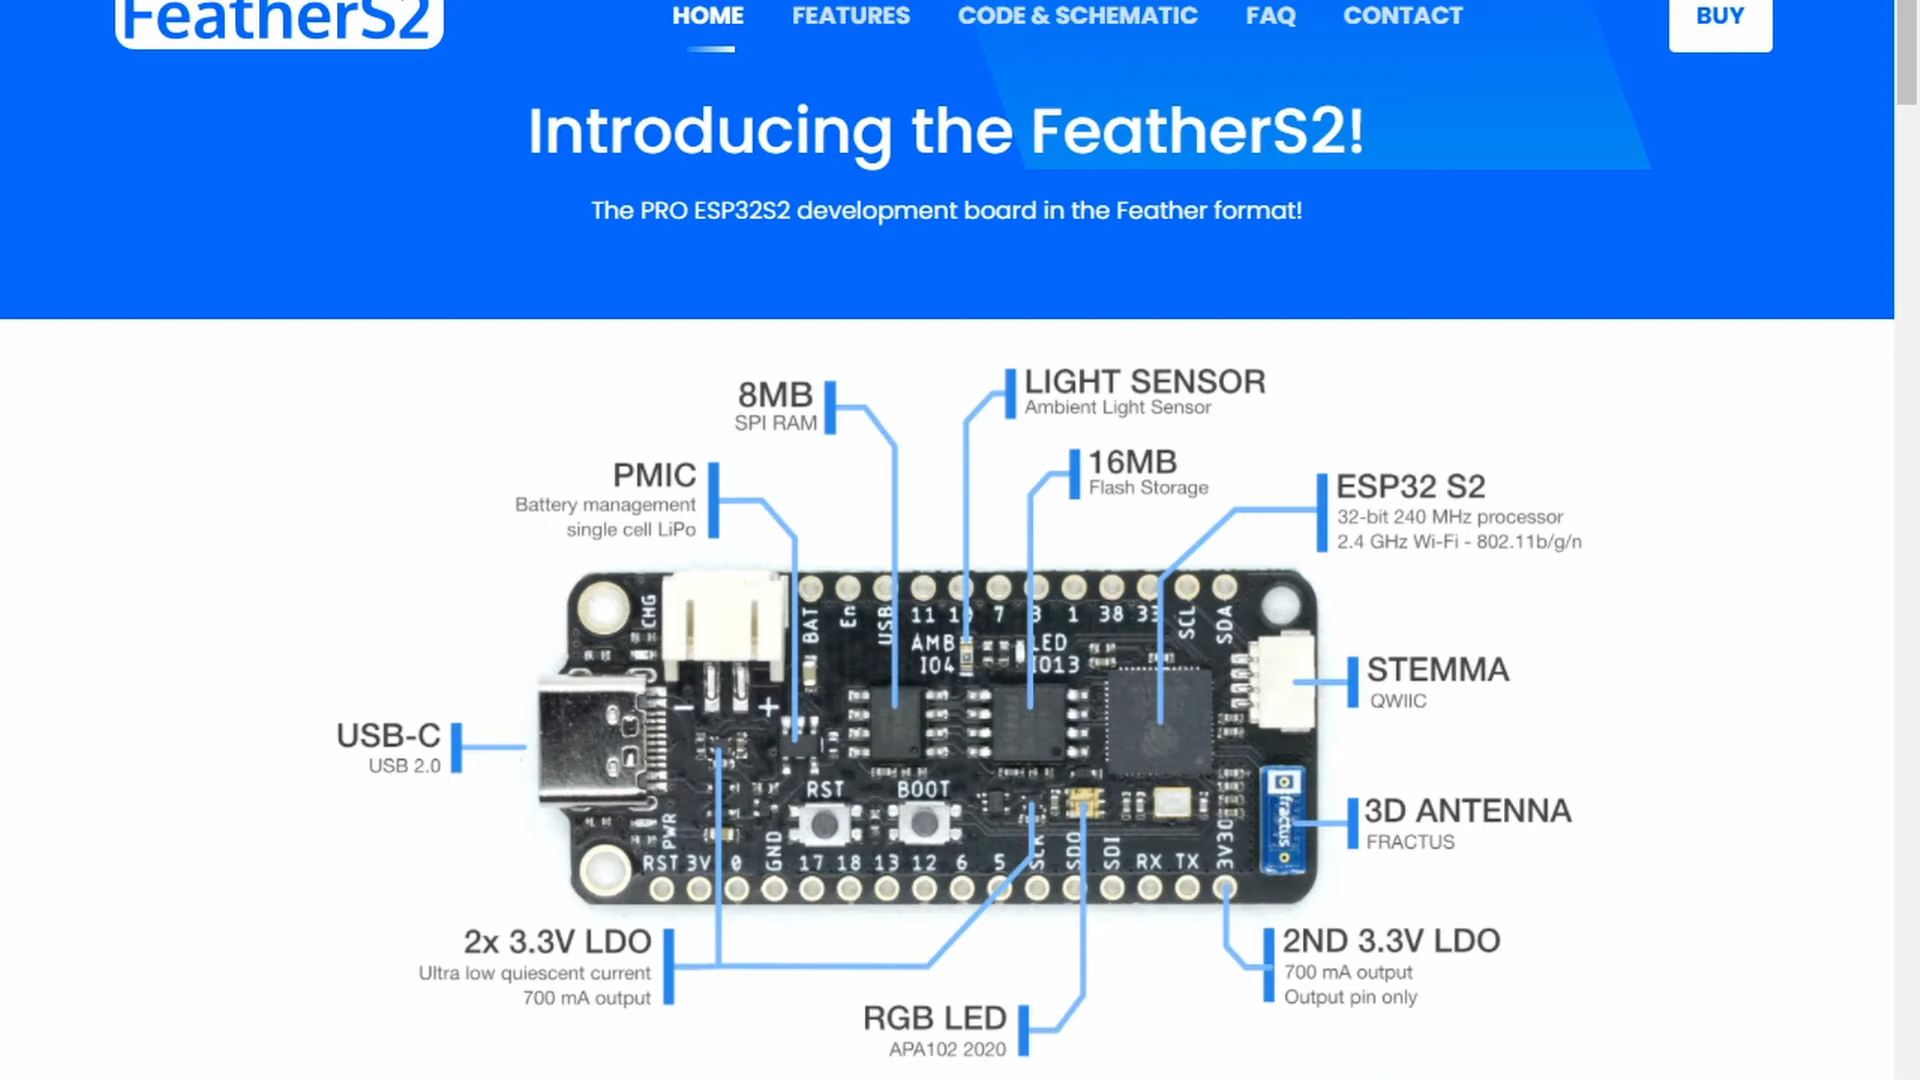 FeatherS2
HOME
FEATURES
CODE & SCHEMATIC
FAQ
CONTACT
BUY
Introducing the FeatherS2!
The PRO ESP32S2 development board in the Feather format!
8MB
SPI RAM
LIGHT SENSOR
Ambient Light Sensor
PMIC
Battery management
single cell LiPo
16MB
Flash Storage
ESP32 S2
32-bit 240 MHz processor
2.4 GHz Wi-Fi - 802.11b/g/n
CHG
BAT
En
USB
11
10
7
3
1
38
33
SCL
SDA
AMB
IO4
LED
IO13
STEMMA
QWIIC
- +
USB-C
USB 2.0
RST
BOOT
fractus
3D ANTENNA
FRACTUS
PWR
RST
3V
0
GND
17
18
13
12
6
5
SCK
SDO
SDI
RX
TX
3V3O
2x 3.3V LDO
Ultra low quiescent current
700 mA output
2ND 3.3V LDO
700 mA output
Output pin only
RGB LED
APA102 2020